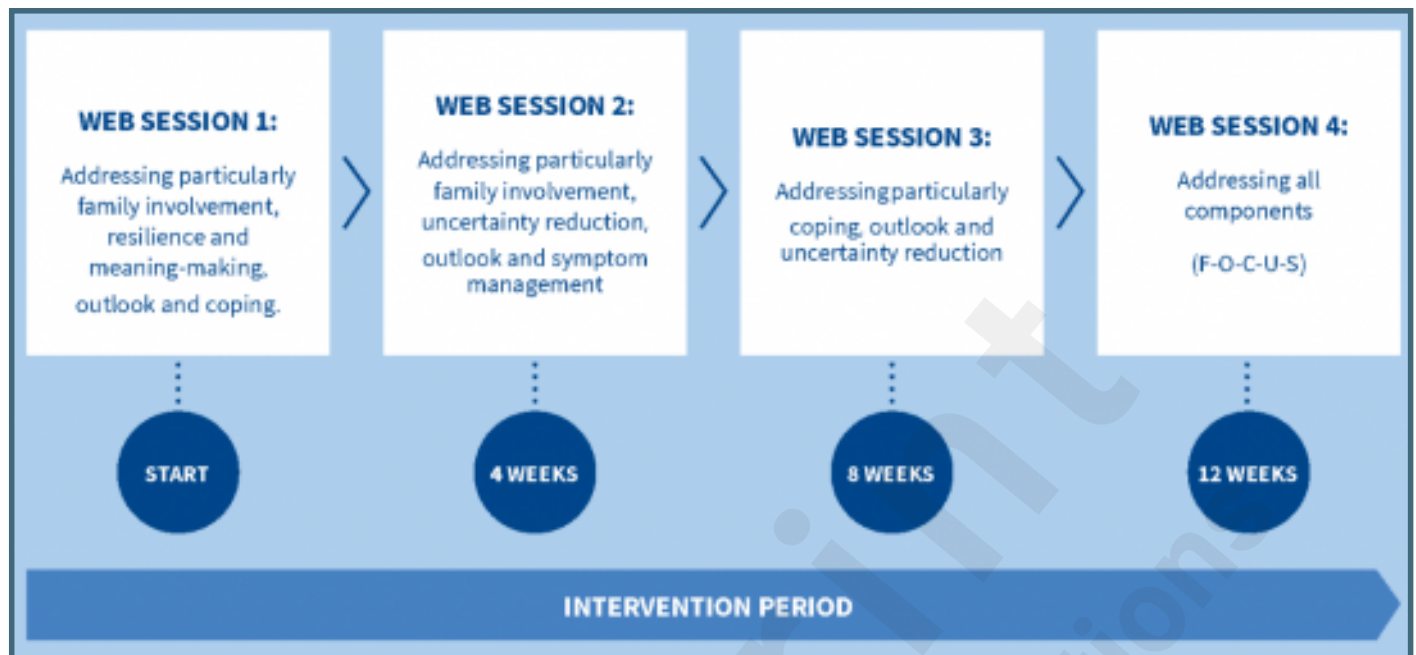 WEB SESSION 1:
Addressing particularly
family involvement,
resilience and
meaning-making,
outlook and coping.
WEB SESSION 2:
Addressing particularly
family involvement,
uncertainty reduction,
outlook and symptom
management
WEB SESSION 3:
Addressingparticularly
coping, outlook and
uncertainty reduction
WEB SESSION 4:
Addressing all
components
(F-O-C-U-S)
START
4 WEEKS
8 WEEKS
12 WEEKS
INTERVENTION PERIOD